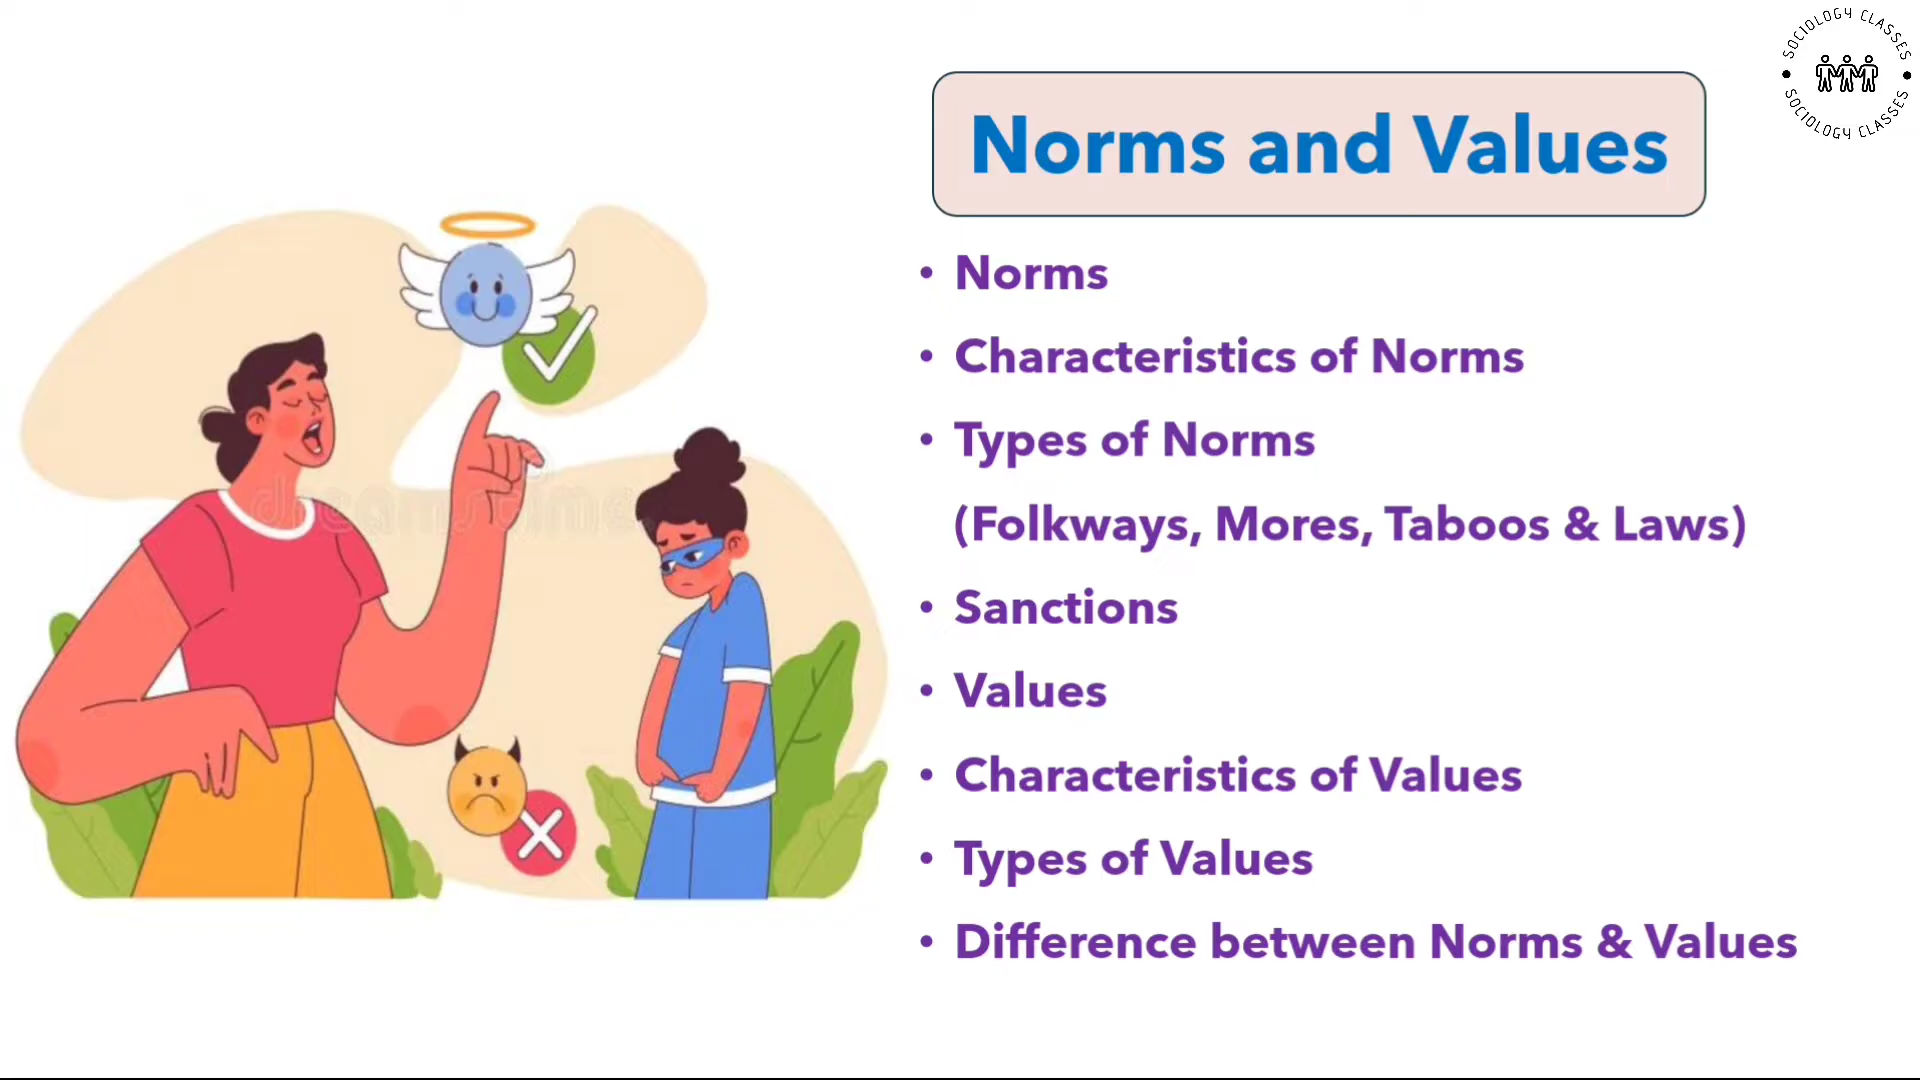 SOCIOLOGY CLASSES
SOCIOLOGY CLASSES
Norms and Values
• Norms
• Characteristics of Norms
• Types of Norms
(Folkways, Mores, Taboos & Laws)
• Sanctions
• Values
• Characteristics of Values
• Types of Values
• Difference between Norms & Values
dreamstime